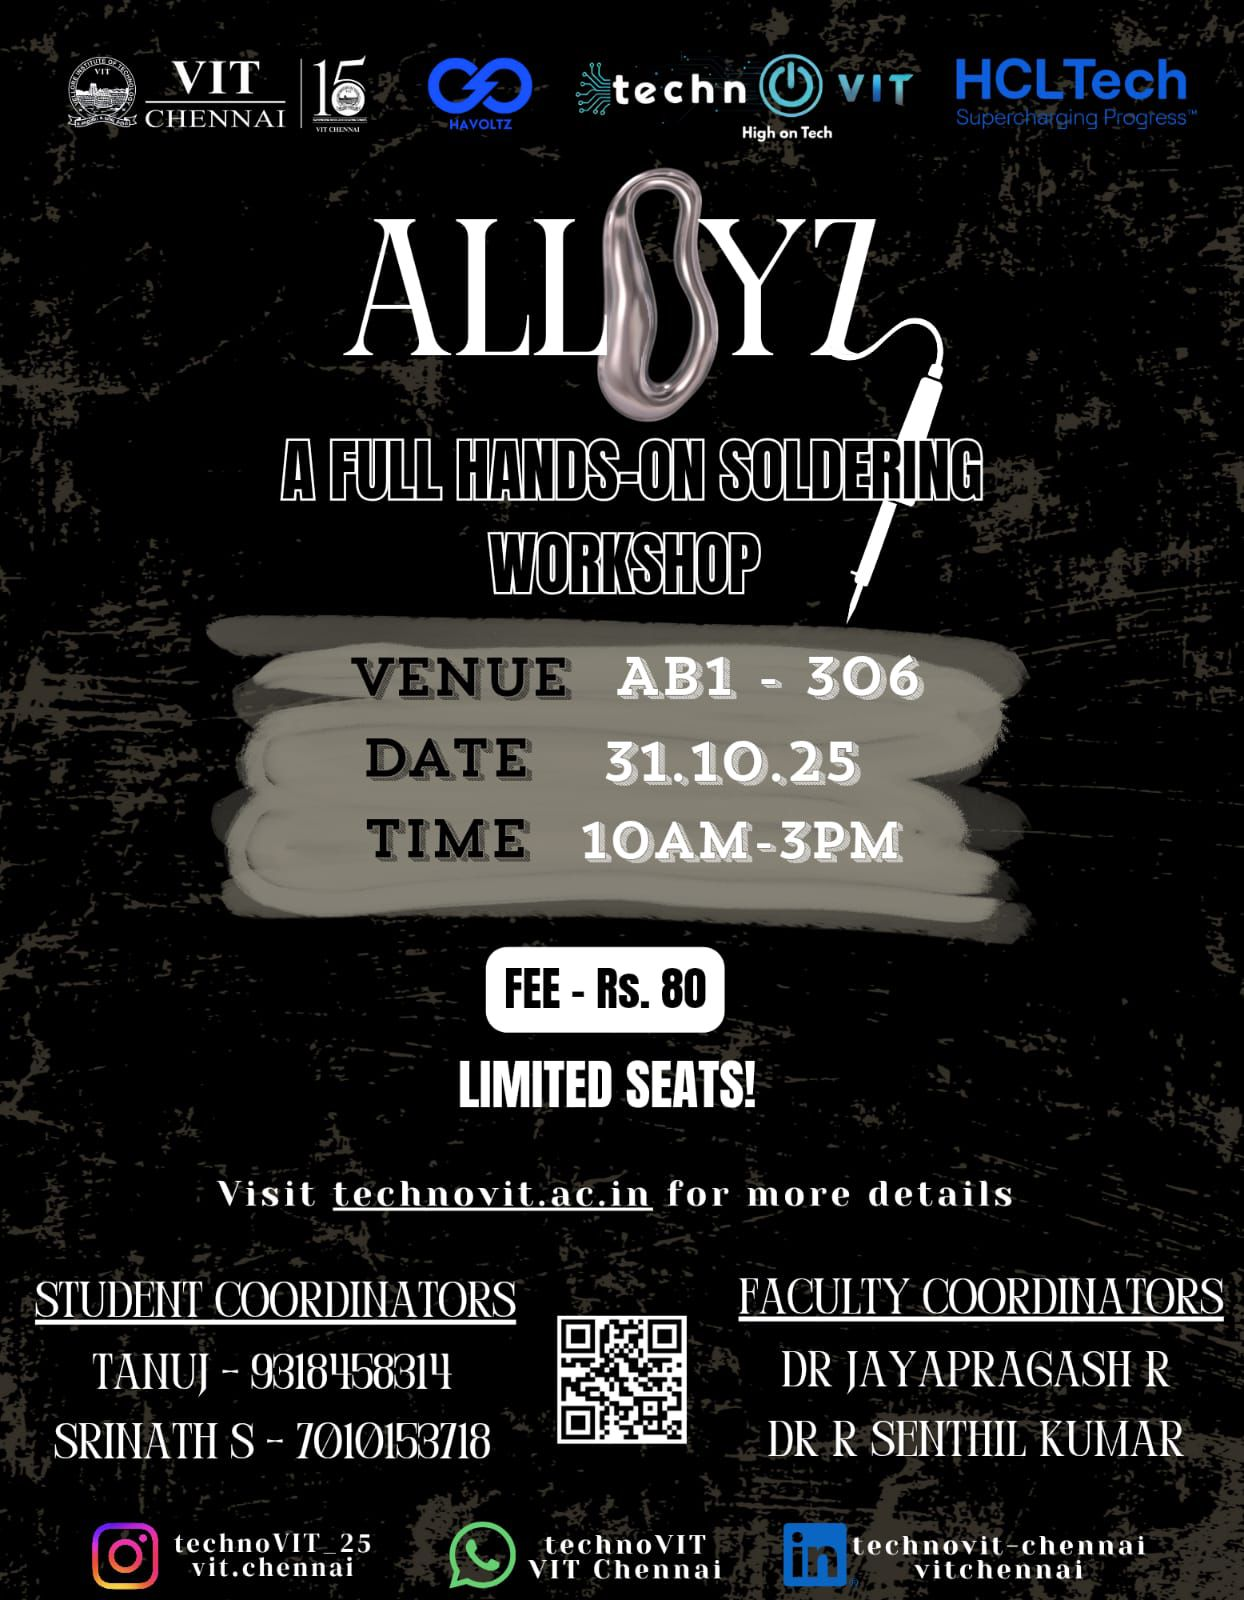 VIT
CHENNAI
15
VIT CHENNAI
HAVOLTZ
techno VIT
High on Tech
HCLTech
Supercharging Progress™
ALLOYZ
A FULL HANDS-ON SOLDERING
WORKSHOP
VENUE AB1 - 306
DATE 31.10.25
TIME 10AM-3PM
FEE - Rs. 80
LIMITED SEATS!
Visit technovit.ac.in for more details
STUDENT COORDINATORS
TANUJ - 9318458314
SRINATH S - 7010153718
FACULTY COORDINATORS
DR JAYAPRAGASH R
DR R SENTHIL KUMAR
technoVIT_25
vit.chennai
technoVIT
VIT Chennai
technovit-chennai
vitchennai